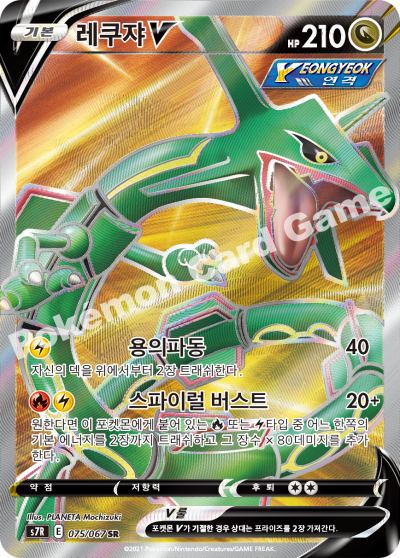 기본 레쿠쟈 V HP 210
YEONGYEOK
연격
Pokémon Card Game
용의파동 40
자신의 덱을 위에서부터 2장 트래쉬한다.
스파이럴 버스트 20+
원한다면 이 포켓몬에게 붙어 있는 또는 타입 중 어느 한쪽의
기본 에너지를 2장까지 트래쉬하고 그 장수 ×80데미지를 추가
한다.
약점 저항력 후퇴
V룰
포켓몬 V가 기절한 경우 상대는 프라이즈를 2장 가져간다.
Illus. PLANETA Mochizuki
s7R E 075/067 SR
©2021 Pokémon/Nintendo/Creatures/GAME FREAK.